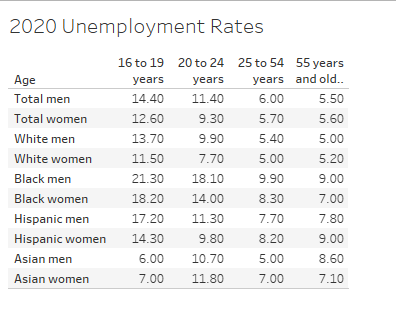 2020 Unemployment Rates
16 to 19 20 to 24 25 to 54 55 years
Age years years years and old..
Total men 14.40 11.40 6.00 5.50
Total women 12.60 9.30 5.70 5.60
White men 13.70 9.90 5.40 5.00
White women 11.50 7.70 5.00 5.20
Black men 21.30 18.10 9.90 9.00
Black women 18.20 14.00 8.30 7.00
Hispanic men 17.20 11.30 7.70 7.80
Hispanic women 14.30 9.80 8.20 9.00
Asian men 6.00 10.70 5.00 8.60
Asian women 7.00 11.80 7.00 7.10